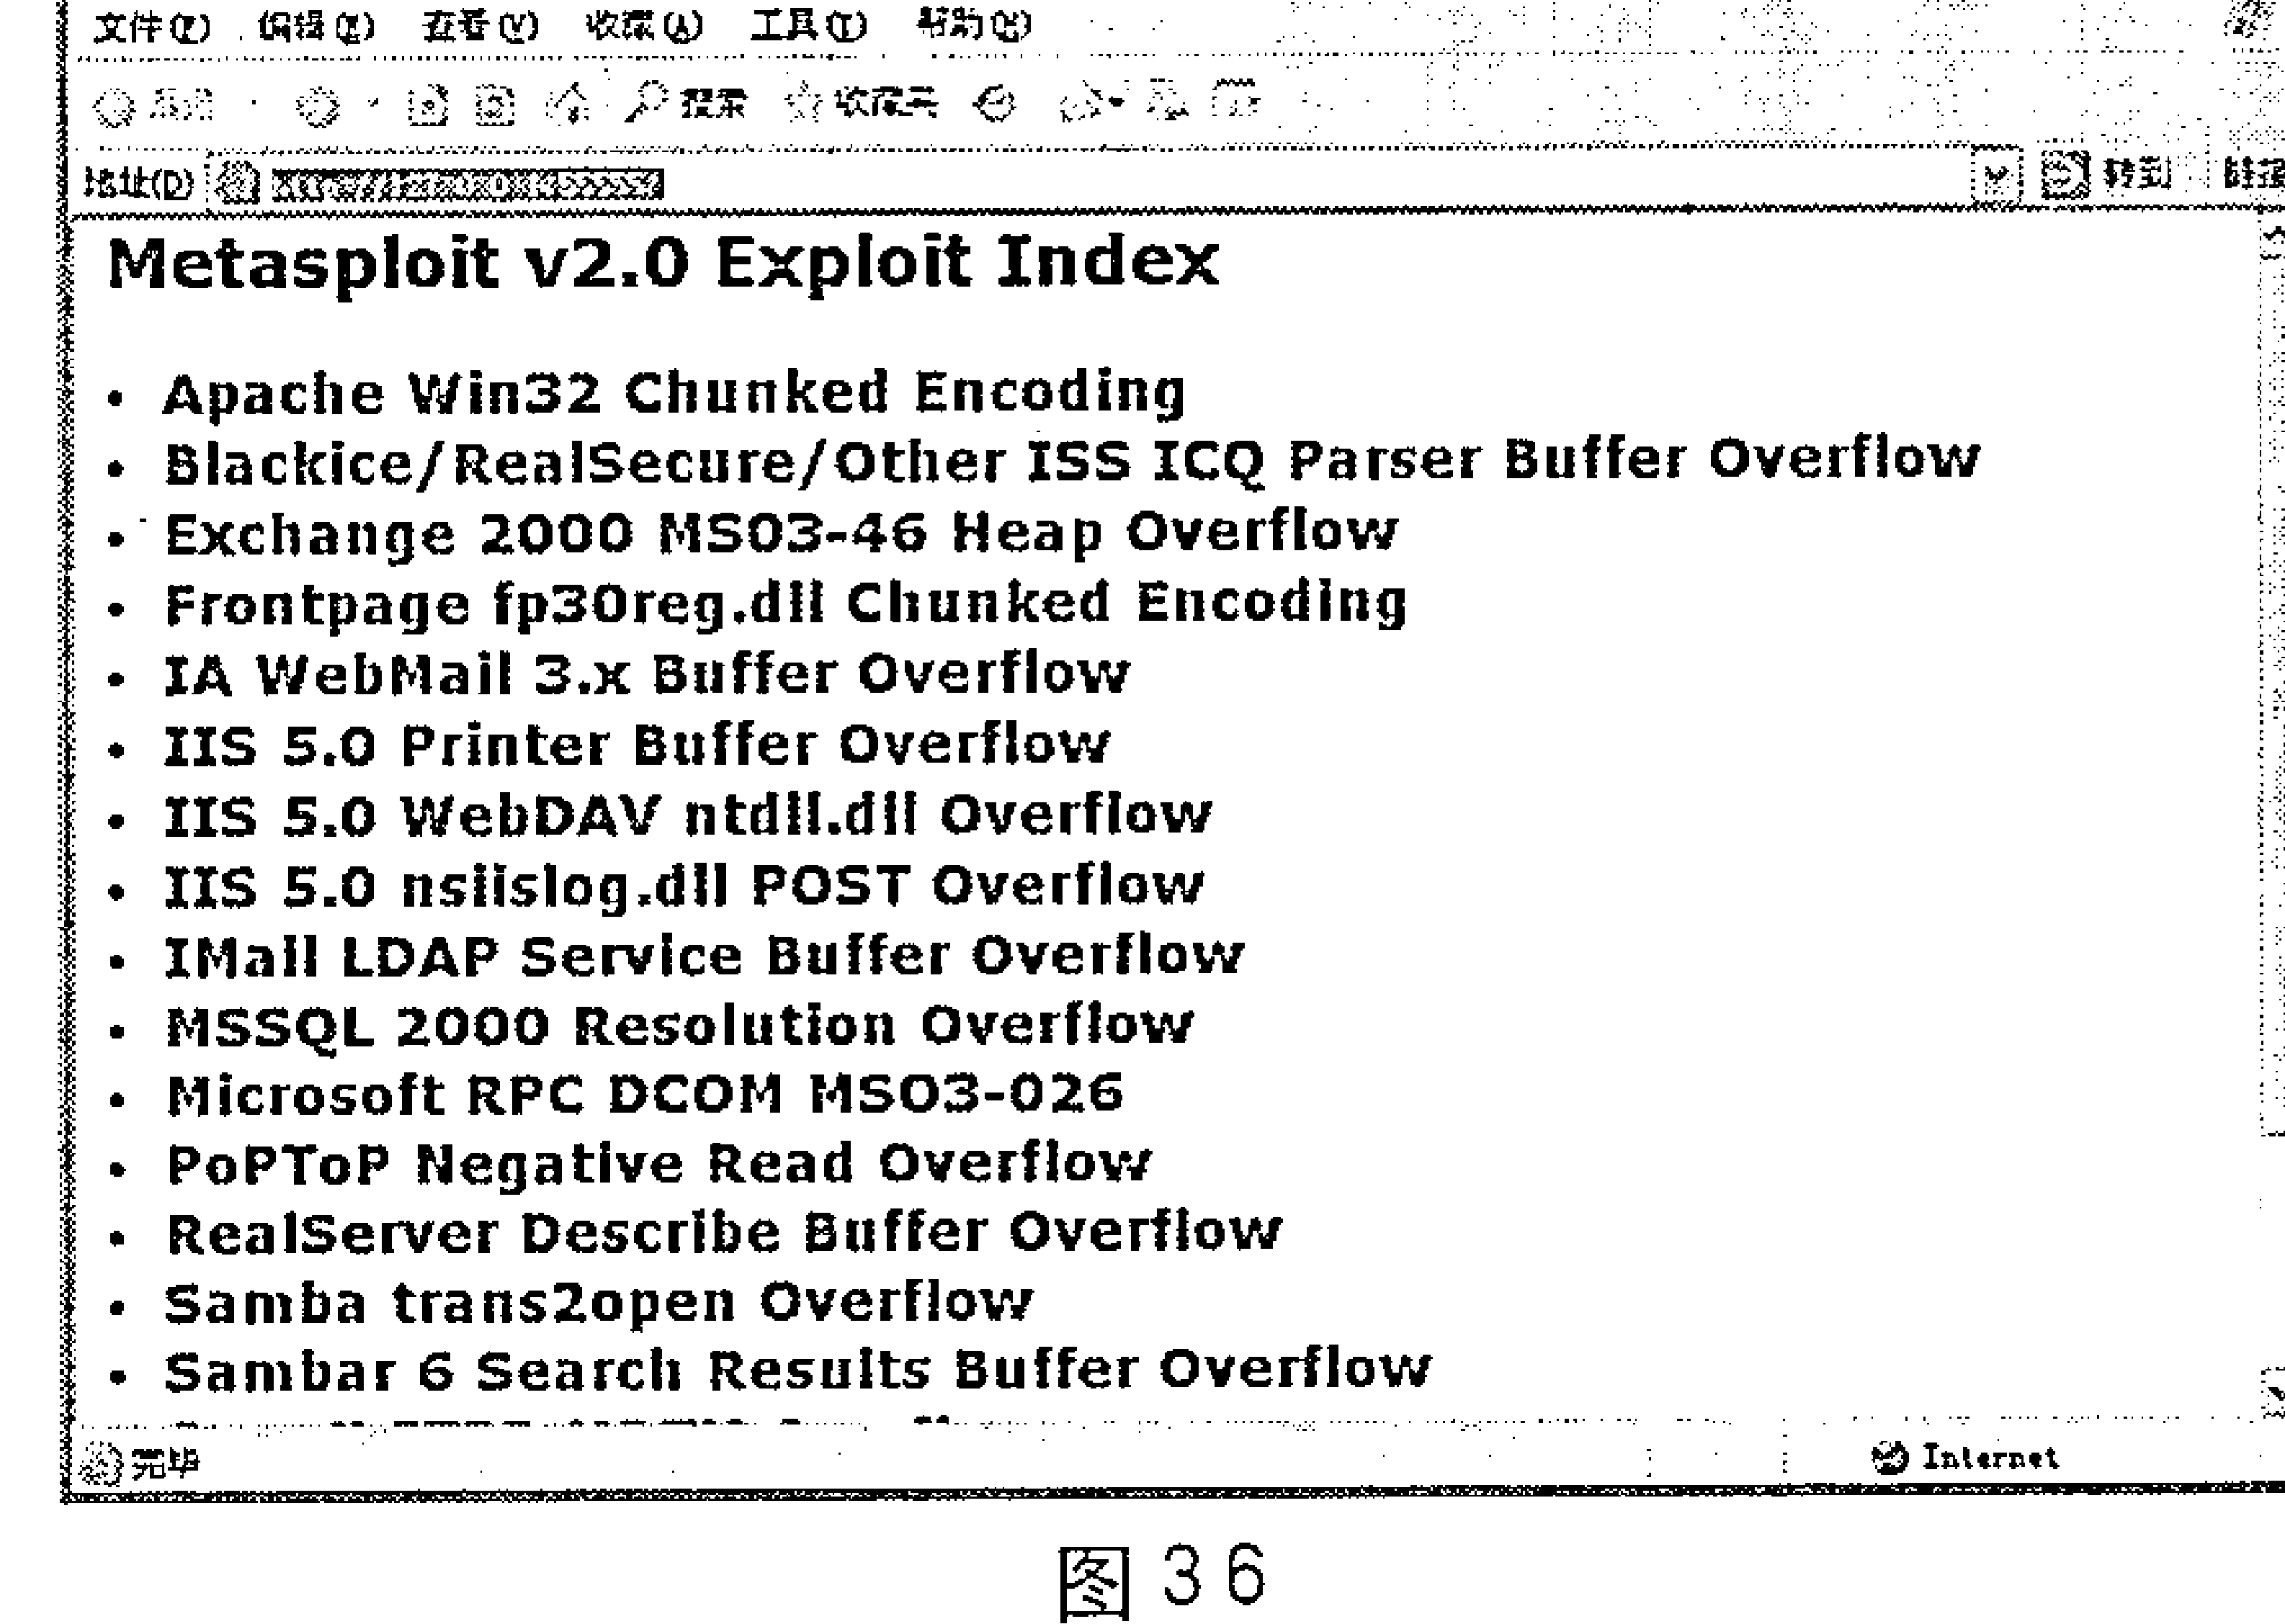 文件(F) 编辑(E) 查看(V) 收藏(A) 工具(T) 帮助(H)
搜索 收藏夹
地址(D) 转到 链接
Metasploit v2.0 Exploit Index
• Apache Win32 Chunked Encoding
• Blackice/RealSecure/Other ISS ICQ Parser Buffer Overflow
• Exchange 2000 MS03-46 Heap Overflow
• Frontpage fp30reg.dll Chunked Encoding
• IA WebMail 3.x Buffer Overflow
• IIS 5.0 Printer Buffer Overflow
• IIS 5.0 WebDAV ntdll.dll Overflow
• IIS 5.0 nsiislog.dll POST Overflow
• IMail LDAP Service Buffer Overflow
• MSSQL 2000 Resolution Overflow
• Microsoft RPC DCOM MSO3-026
• PoPToP Negative Read Overflow
• RealServer Describe Buffer Overflow
• Samba trans2open Overflow
• Sambar 6 Search Results Buffer Overflow
完毕 Internet
图36